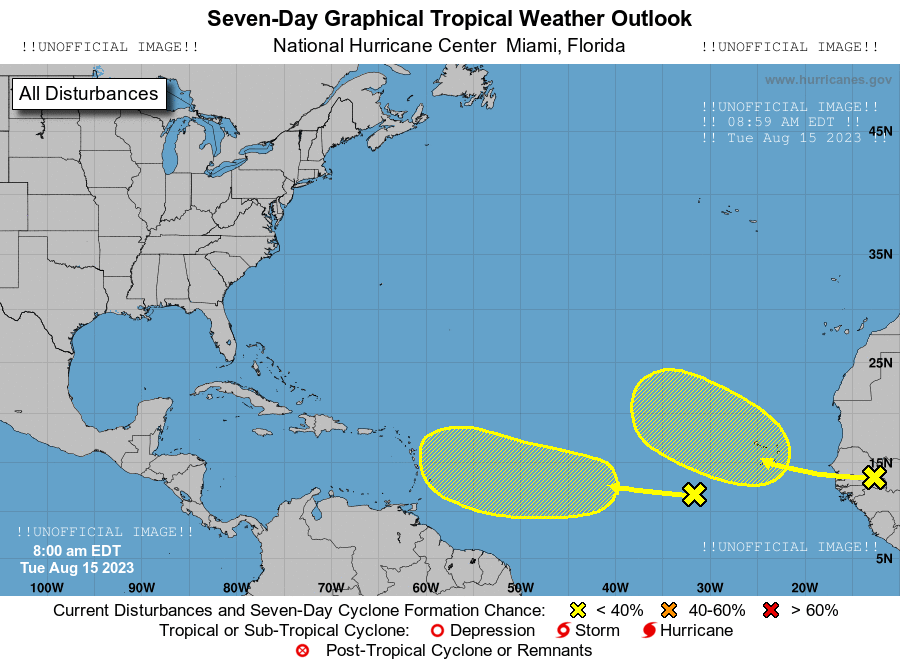 Seven-Day Graphical Tropical Weather Outlook
!!UNOFFICIAL IMAGE!! National Hurricane Center Miami, Florida !!UNOFFICIAL IMAGE!!
www.hurricanes.gov
All Disturbances
!!UNOFFICIAL IMAGE!!
!! 08:59 AM EDT !!
!! Tue Aug 15 2023 !!
45N
35N
25N
15N
!!UNOFFICIAL IMAGE!!
8:00 am EDT
Tue Aug 15 2023
!!UNOFFICIAL IMAGE!!
5N
100W 90W 80W 70W 60W 50W 40W 30W 20W
Current Disturbances and Seven-Day Cyclone Formation Chance: < 40% 40-60% > 60%
Tropical or Sub-Tropical Cyclone: Depression Storm Hurricane
Post-Tropical Cyclone or Remnants